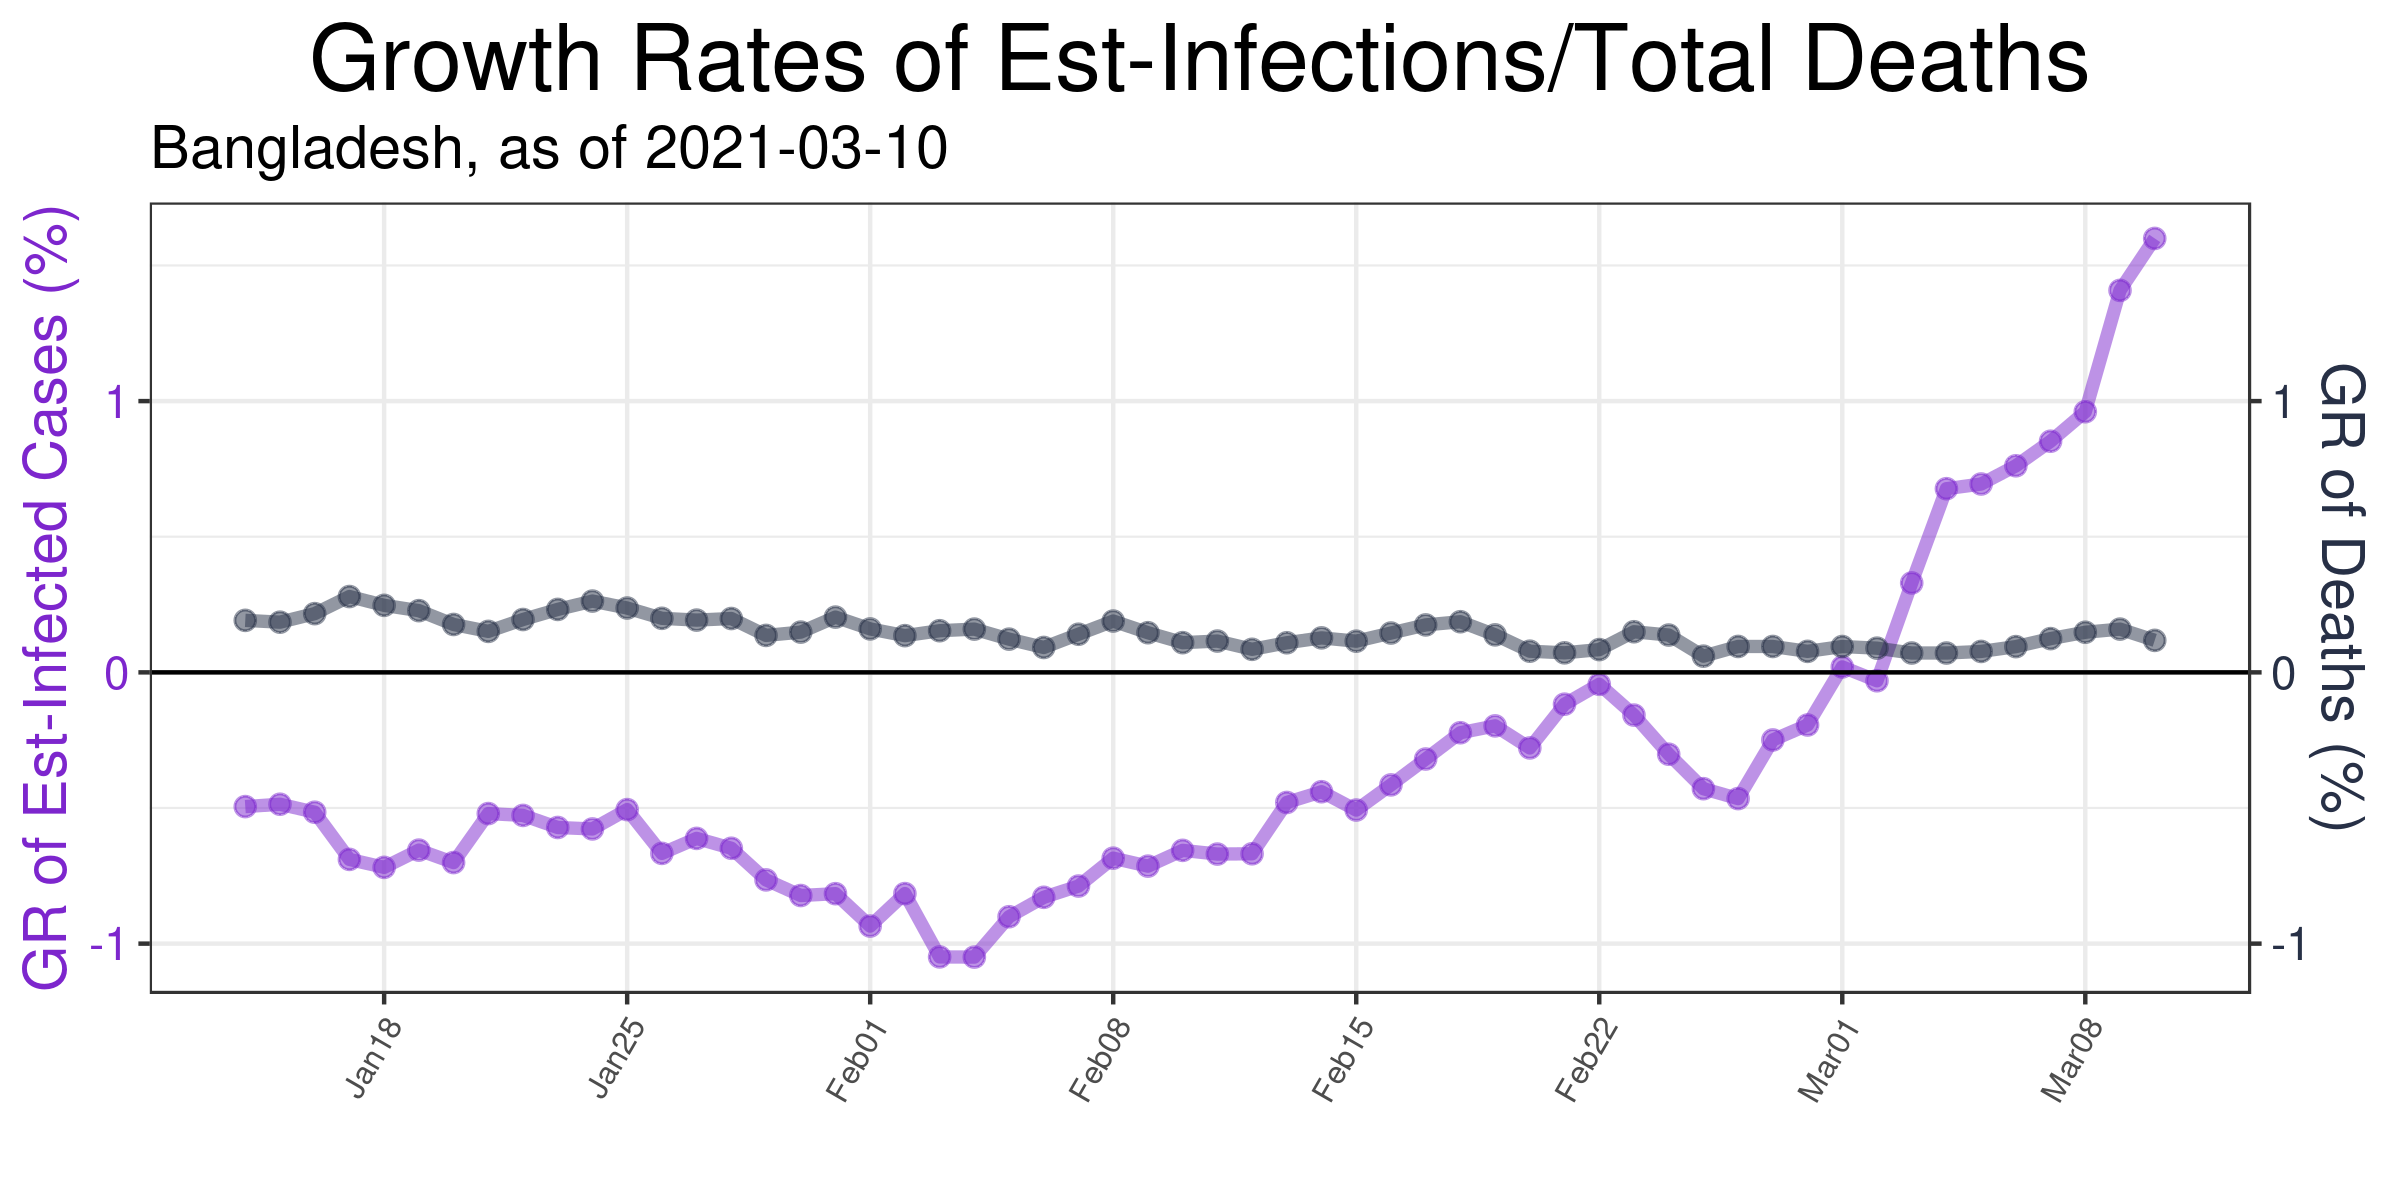 Growth Rates of Est-Infections/Total Deaths
Bangladesh, as of 2021-03-10
GR of Est-Infected Cases (%)
1
0
-1
1
0
-1
GR of Deaths (%)
Jan18
Jan25
Feb01
Feb08
Feb15
Feb22
Mar01
Mar08